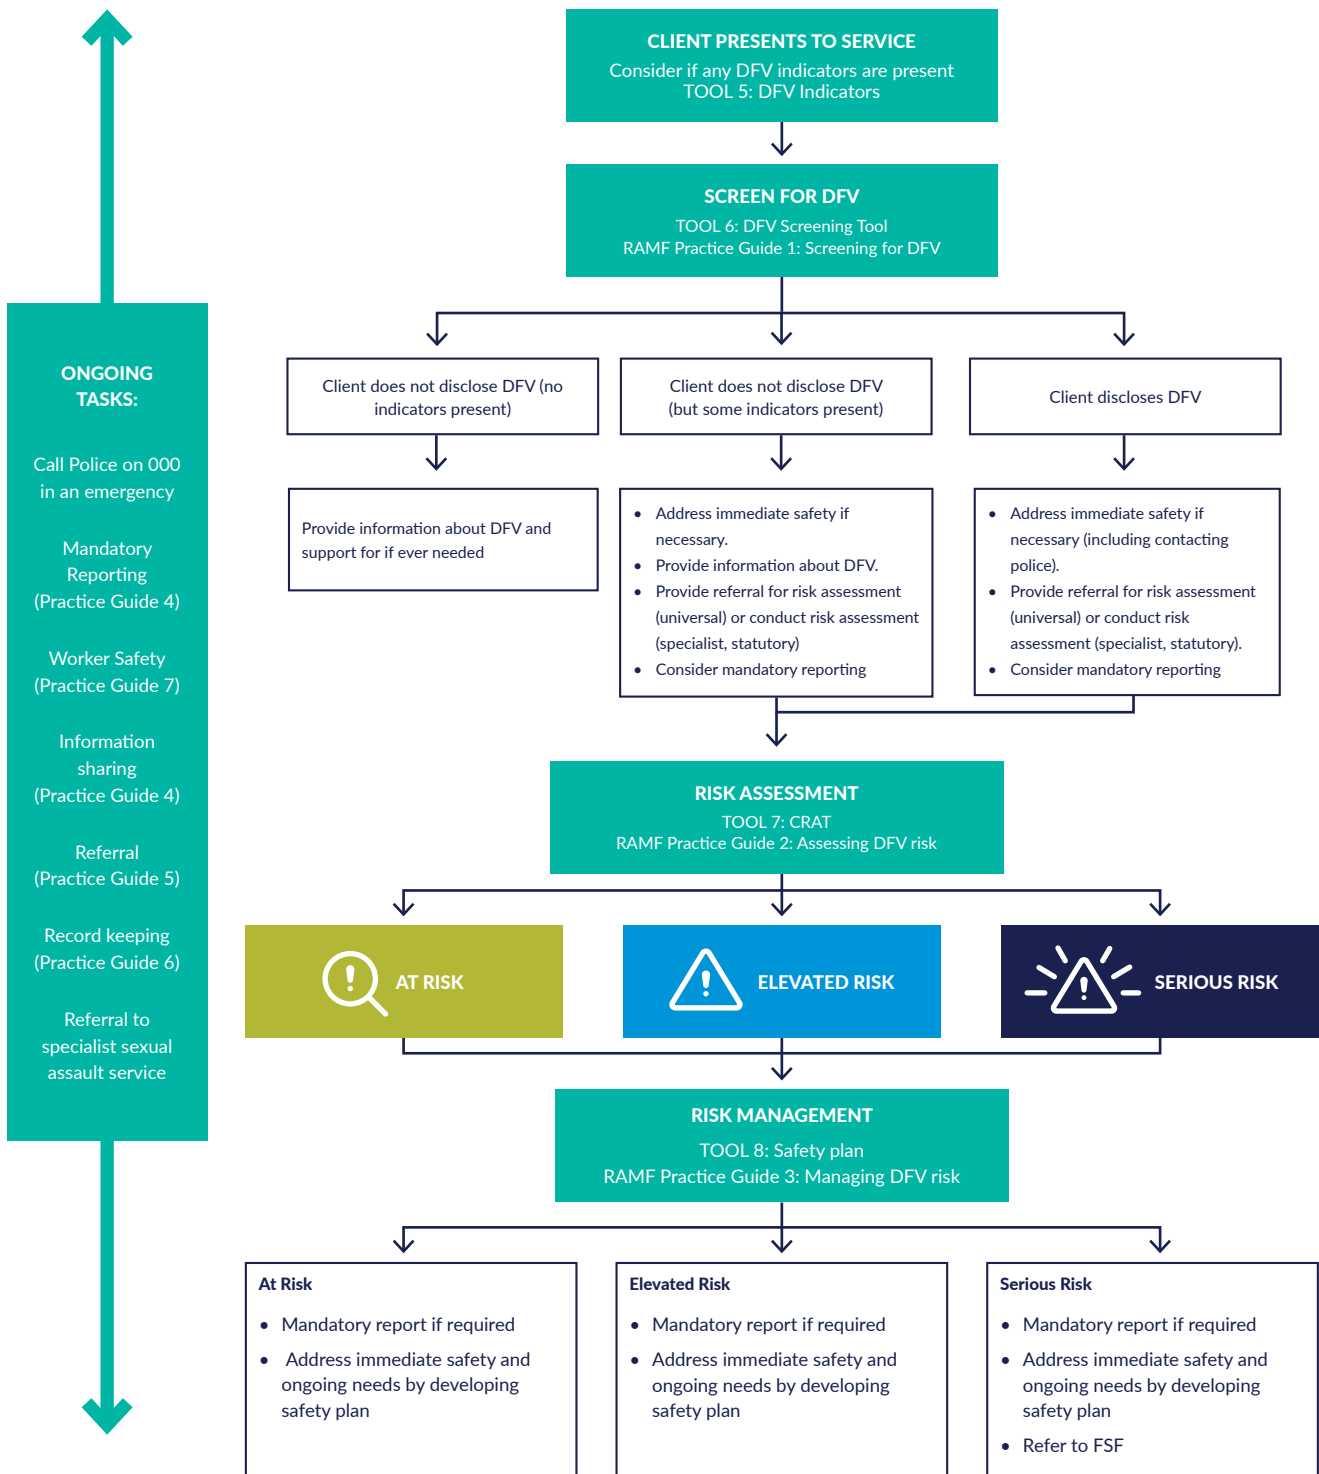 CLIENT PRESENTS TO SERVICE
Consider if any DFV indicators are present
TOOL 5: DFV Indicators
SCREEN FOR DFV
TOOL 6: DFV Screening Tool
RAMF Practice Guide 1: Screening for DFV
ONGOING
TASKS:
Call Police on 000
in an emergency
Mandatory
Reporting
(Practice Guide 4)
Worker Safety
(Practice Guide 7)
Information
sharing
(Practice Guide 4)
Referral
(Practice Guide 5)
Record keeping
(Practice Guide 6)
Referral to
specialist sexual
assault service
Client does not disclose DFV (no
indicators present)
Client does not disclose DFV
(but some indicators present)
Client discloses DFV
Provide information about DFV and
support for if ever needed
• Address immediate safety if
necessary.
• Provide information about DFV.
• Provide referral for risk assessment
(universal) or conduct risk assessment
(specialist, statutory)
• Consider mandatory reporting
• Address immediate safety if
necessary (including contacting
police).
• Provide referral for risk assessment
(universal) or conduct risk
assessment (specialist, statutory).
• Consider mandatory reporting
RISK ASSESSMENT
TOOL 7: CRAT
RAMF Practice Guide 2: Assessing DFV risk
AT RISK
ELEVATED RISK
SERIOUS RISK
RISK MANAGEMENT
TOOL 8: Safety plan
RAMF Practice Guide 3: Managing DFV risk
At Risk
• Mandatory report if required
• Address immediate safety and
ongoing needs by developing
safety plan
Elevated Risk
• Mandatory report if required
• Address immediate safety and
ongoing needs by developing
safety plan
Serious Risk
• Mandatory report if required
• Address immediate safety and
ongoing needs by developing
safety plan
• Refer to FSF